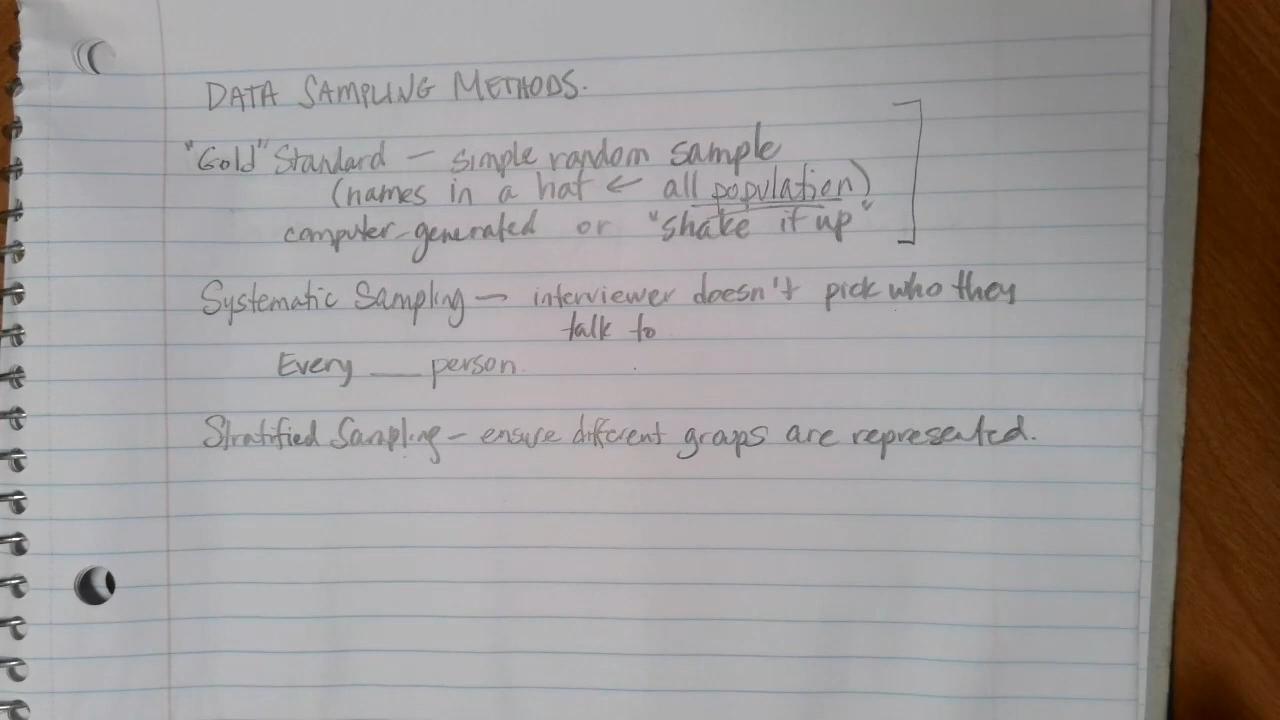 DATA SAMPLING METHODS.
"Gold" Standard – simple random sample
(names in a hat ← all population)
computer-generated or "shake it up"
Systematic Sampling – interviewer doesn't pick who they
talk to
Every ___ person.
Stratified Sampling – ensure different groups are represented.